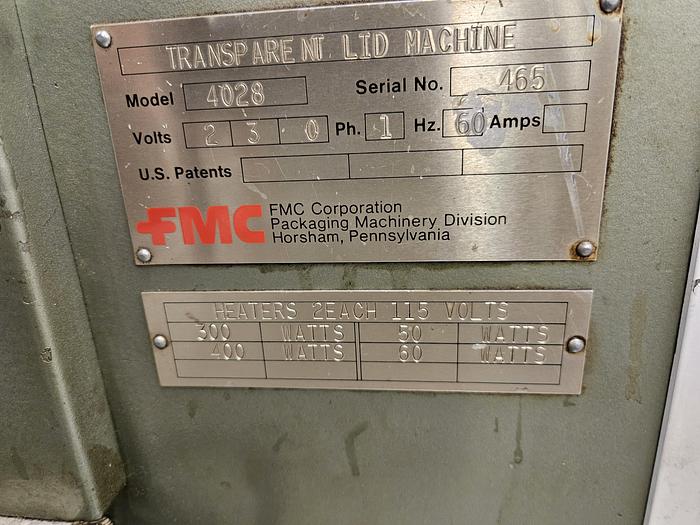 TRANSPARENT LID MACHINE
Model 4028 Serial No. 465
Volts 2 3 0 Ph. 1 Hz. 60 Amps
U.S. Patents
FMC
FMC Corporation
Packaging Machinery Division
Horsham, Pennsylvania
HEATERS 2EACH 115 VOLTS
300 WATTS 50 WATTS
400 WATTS 60 WATTS